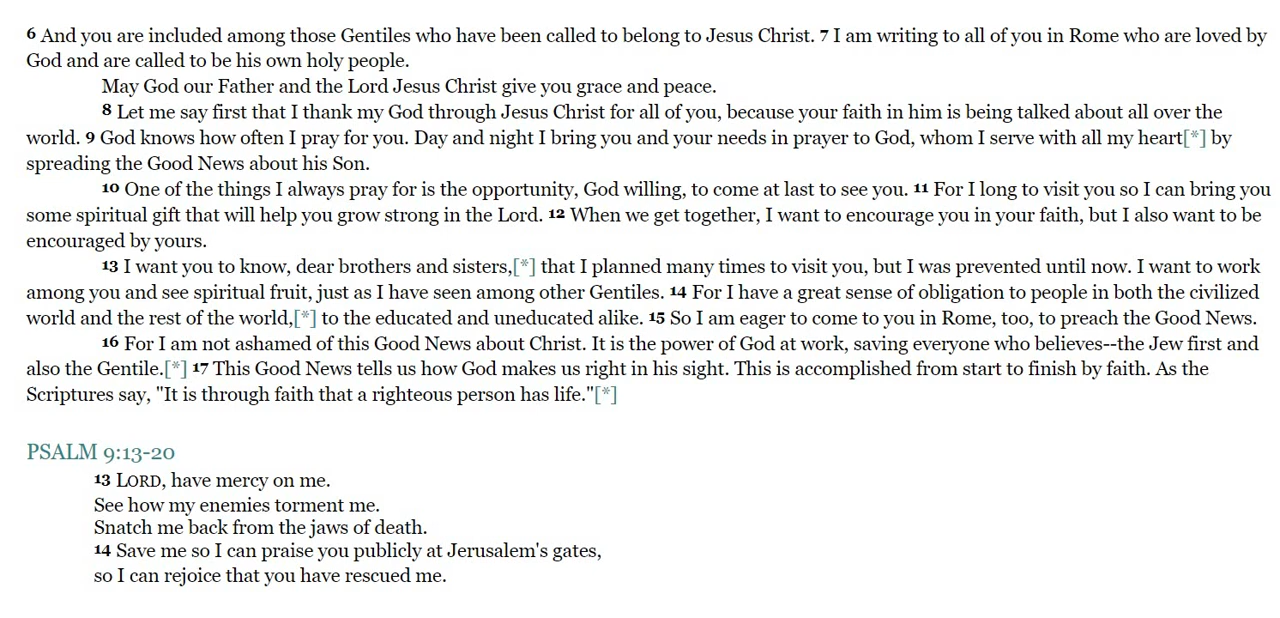 6 And you are included among those Gentiles who have been called to belong to Jesus Christ. 7 I am writing to all of you in Rome who are loved by
God and are called to be his own holy people.
May God our Father and the Lord Jesus Christ give you grace and peace.
8 Let me say first that I thank my God through Jesus Christ for all of you, because your faith in him is being talked about all over the
world. 9 God knows how often I pray for you. Day and night I bring you and your needs in prayer to God, whom I serve with all my heart[*] by
spreading the Good News about his Son.
10 One of the things I always pray for is the opportunity, God willing, to come at last to see you. 11 For I long to visit you so I can bring you
some spiritual gift that will help you grow strong in the Lord. 12 When we get together, I want to encourage you in your faith, but I also want to be
encouraged by yours.
13 I want you to know, dear brothers and sisters,[*] that I planned many times to visit you, but I was prevented until now. I want to work
among you and see spiritual fruit, just as I have seen among other Gentiles. 14 For I have a great sense of obligation to people in both the civilized
world and the rest of the world,[*] to the educated and uneducated alike. 15 So I am eager to come to you in Rome, too, to preach the Good News.
16 For I am not ashamed of this Good News about Christ. It is the power of God at work, saving everyone who believes--the Jew first and
also the Gentile.[*] 17 This Good News tells us how God makes us right in his sight. This is accomplished from start to finish by faith. As the
Scriptures say, "It is through faith that a righteous person has life."[*]
PSALM 9:13-20
13 LORD, have mercy on me.
See how my enemies torment me.
Snatch me back from the jaws of death.
14 Save me so I can praise you publicly at Jerusalem's gates,
so I can rejoice that you have rescued me.